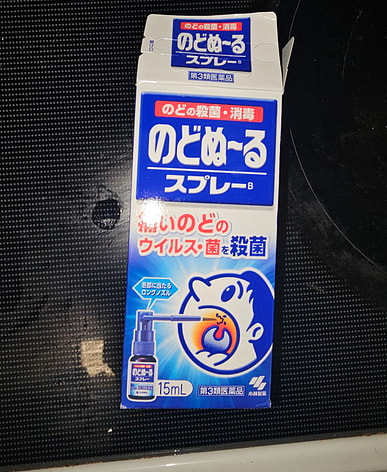 のどの殺菌・消毒
のどぬ〜る
スプレーB
第3類医薬品
のどの殺菌・消毒
のどぬ〜る
スプレーB
痛いのどの
ウイルス・菌を殺菌
患部に当たる
ロングノズル
のどぬ〜る
スプレー
15mL
第3類医薬品
小林製薬